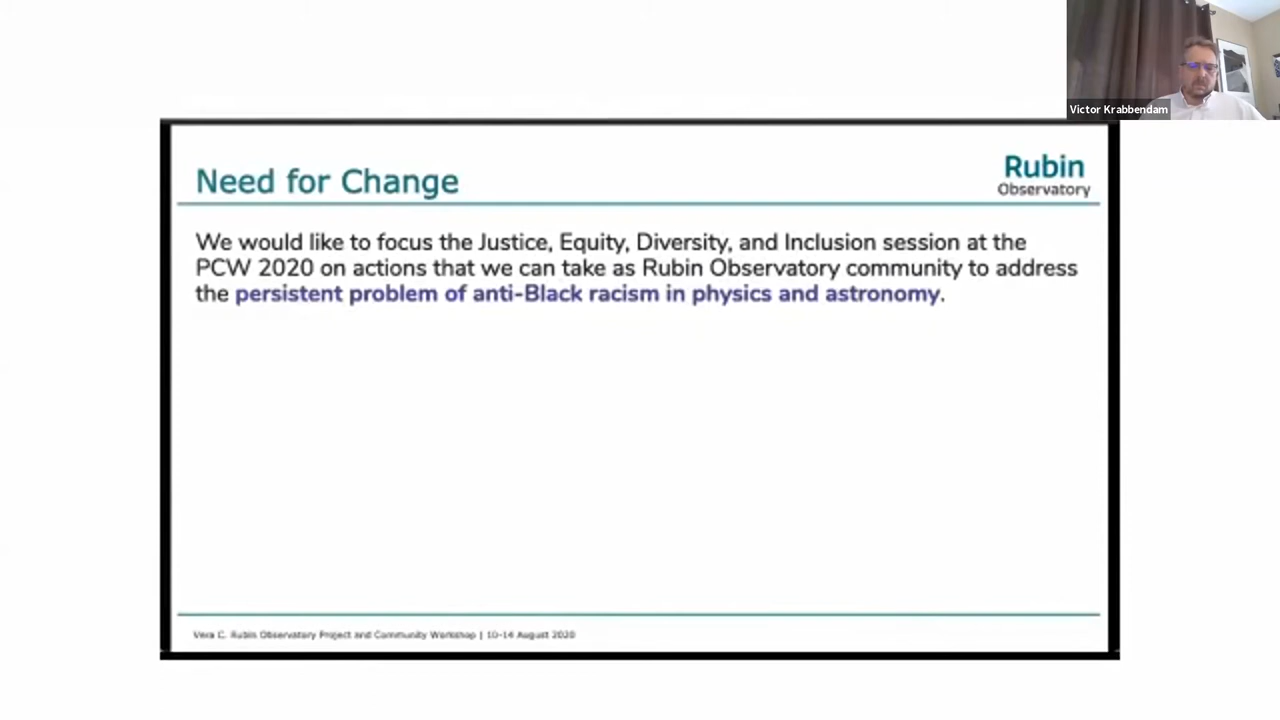 Victor Krabbendam
Need for Change
Rubin
Observatory
We would like to focus the Justice, Equity, Diversity, and Inclusion session at the
PCW 2020 on actions that we can take as Rubin Observatory community to address
the persistent problem of anti-Black racism in physics and astronomy.
Vera C. Rubin Observatory Project and Community Workshop | 10-14 August 2020